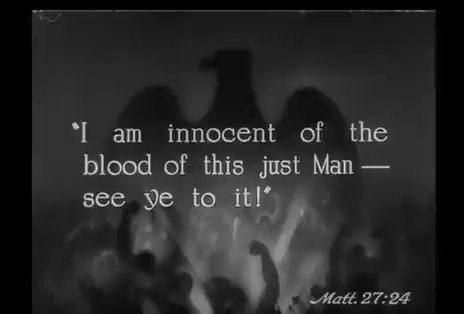 "I am innocent of the
blood of this just Man —
see ye to it!"
Matt. 27:24